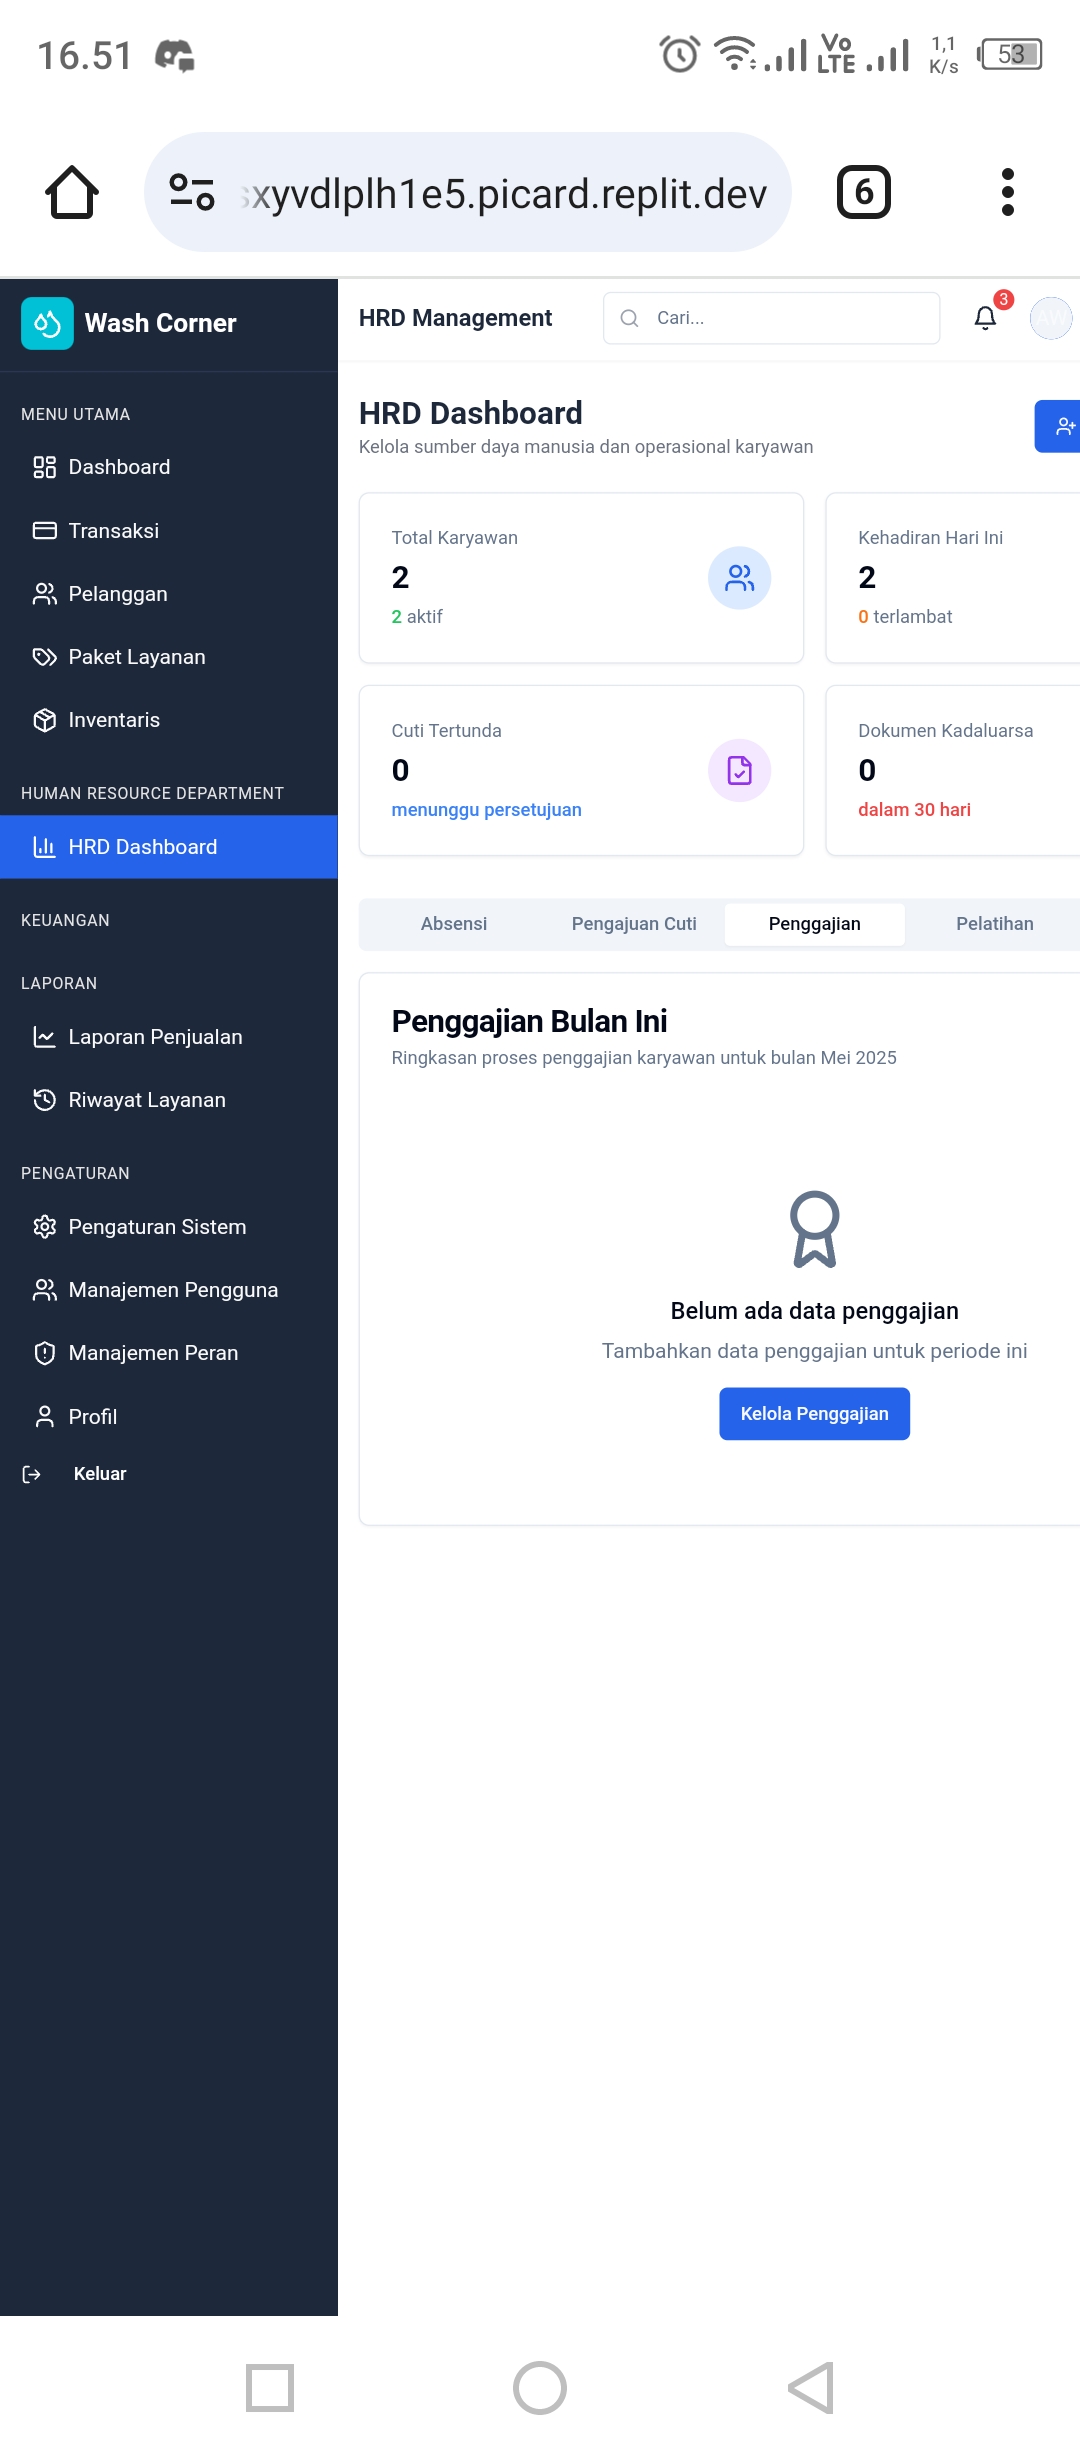 16.51
Vo
LTE
1,1
K/s
53
xyvdlplh1e5.picard.replit.dev
6
Wash Corner
MENU UTAMA
Dashboard
Transaksi
Pelanggan
Paket Layanan
Inventaris
HUMAN RESOURCE DEPARTMENT
HRD Dashboard
KEUANGAN
LAPORAN
Laporan Penjualan
Riwayat Layanan
PENGATURAN
Pengaturan Sistem
Manajemen Pengguna
Manajemen Peran
Profil
Keluar
HRD Management
Cari...
3
AW
HRD Dashboard
Kelola sumber daya manusia dan operasional karyawan
Total Karyawan
2
2 aktif
Kehadiran Hari Ini
2
0 terlambat
Cuti Tertunda
0
menunggu persetujuan
Dokumen Kadaluarsa
0
dalam 30 hari
Absensi
Pengajuan Cuti
Penggajian
Pelatihan
Penggajian Bulan Ini
Ringkasan proses penggajian karyawan untuk bulan Mei 2025
Belum ada data penggajian
Tambahkan data penggajian untuk periode ini
Kelola Penggajian